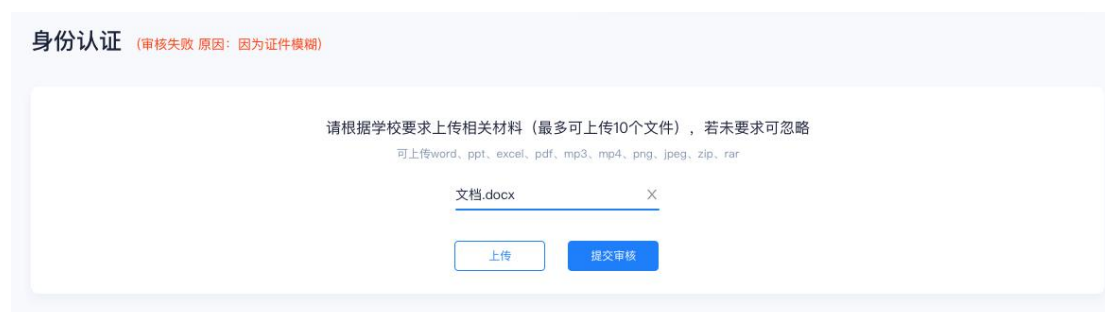 身份认证 (审核失败 原因：因为证件模糊)
请根据学校要求上传相关材料（最多可上传10个文件），若未要求可忽略
可上传word、ppt、excel、pdf、mp3、mp4、png、jpeg、zip、rar
文档.docx ×
上传 提交审核